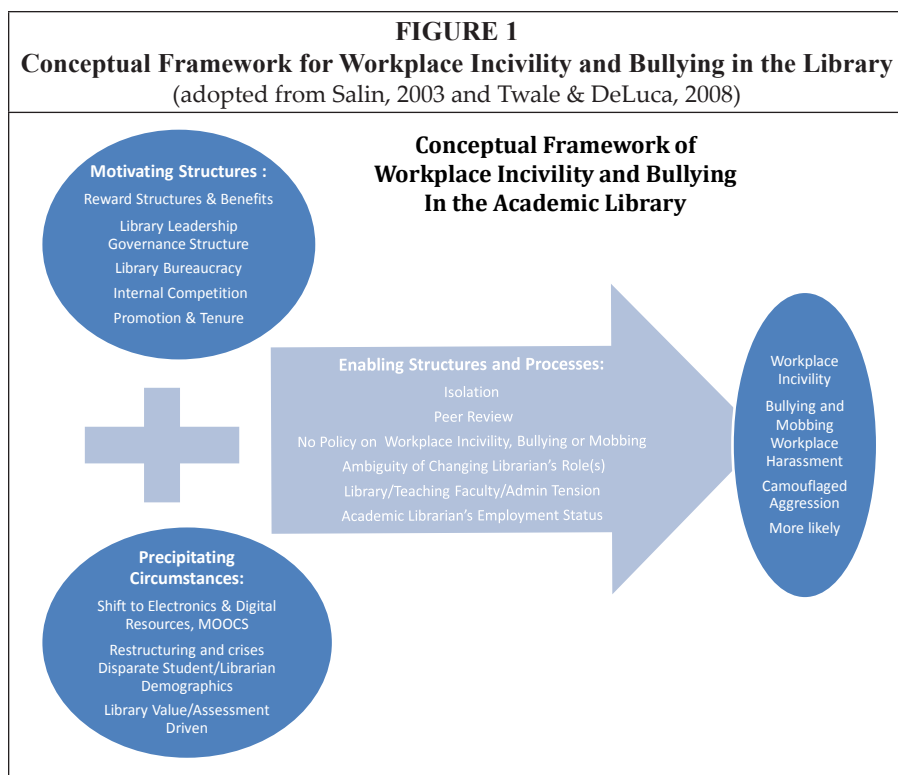 FIGURE 1
Conceptual Framework for Workplace Incivility and Bullying in the Library
(adopted from Salin, 2003 and Twale & DeLuca, 2008)
Conceptual Framework of
Workplace Incivility and Bullying
In the Academic Library
Motivating Structures :
Reward Structures & Benefits
Library Leadership
Governance Structure
Library Bureaucracy
Internal Competition
Promotion & Tenure
Enabling Structures and Processes:
Isolation
Peer Review
No Policy on Workplace Incivility, Bullying or Mobbing
Ambiguity of Changing Librarian's Role(s)
Library/Teaching Faculty/Admin Tension
Academic Librarian's Employment Status
Workplace
Incivility
Bullying and
Mobbing
Workplace
Harassment
Camouflaged
Aggression
More likely
Precipitating
Circumstances:
Shift to Electronics & Digital
Resources, MOOCS
Restructuring and crises
Disparate Student/Librarian
Demographics
Library Value/Assessment
Driven